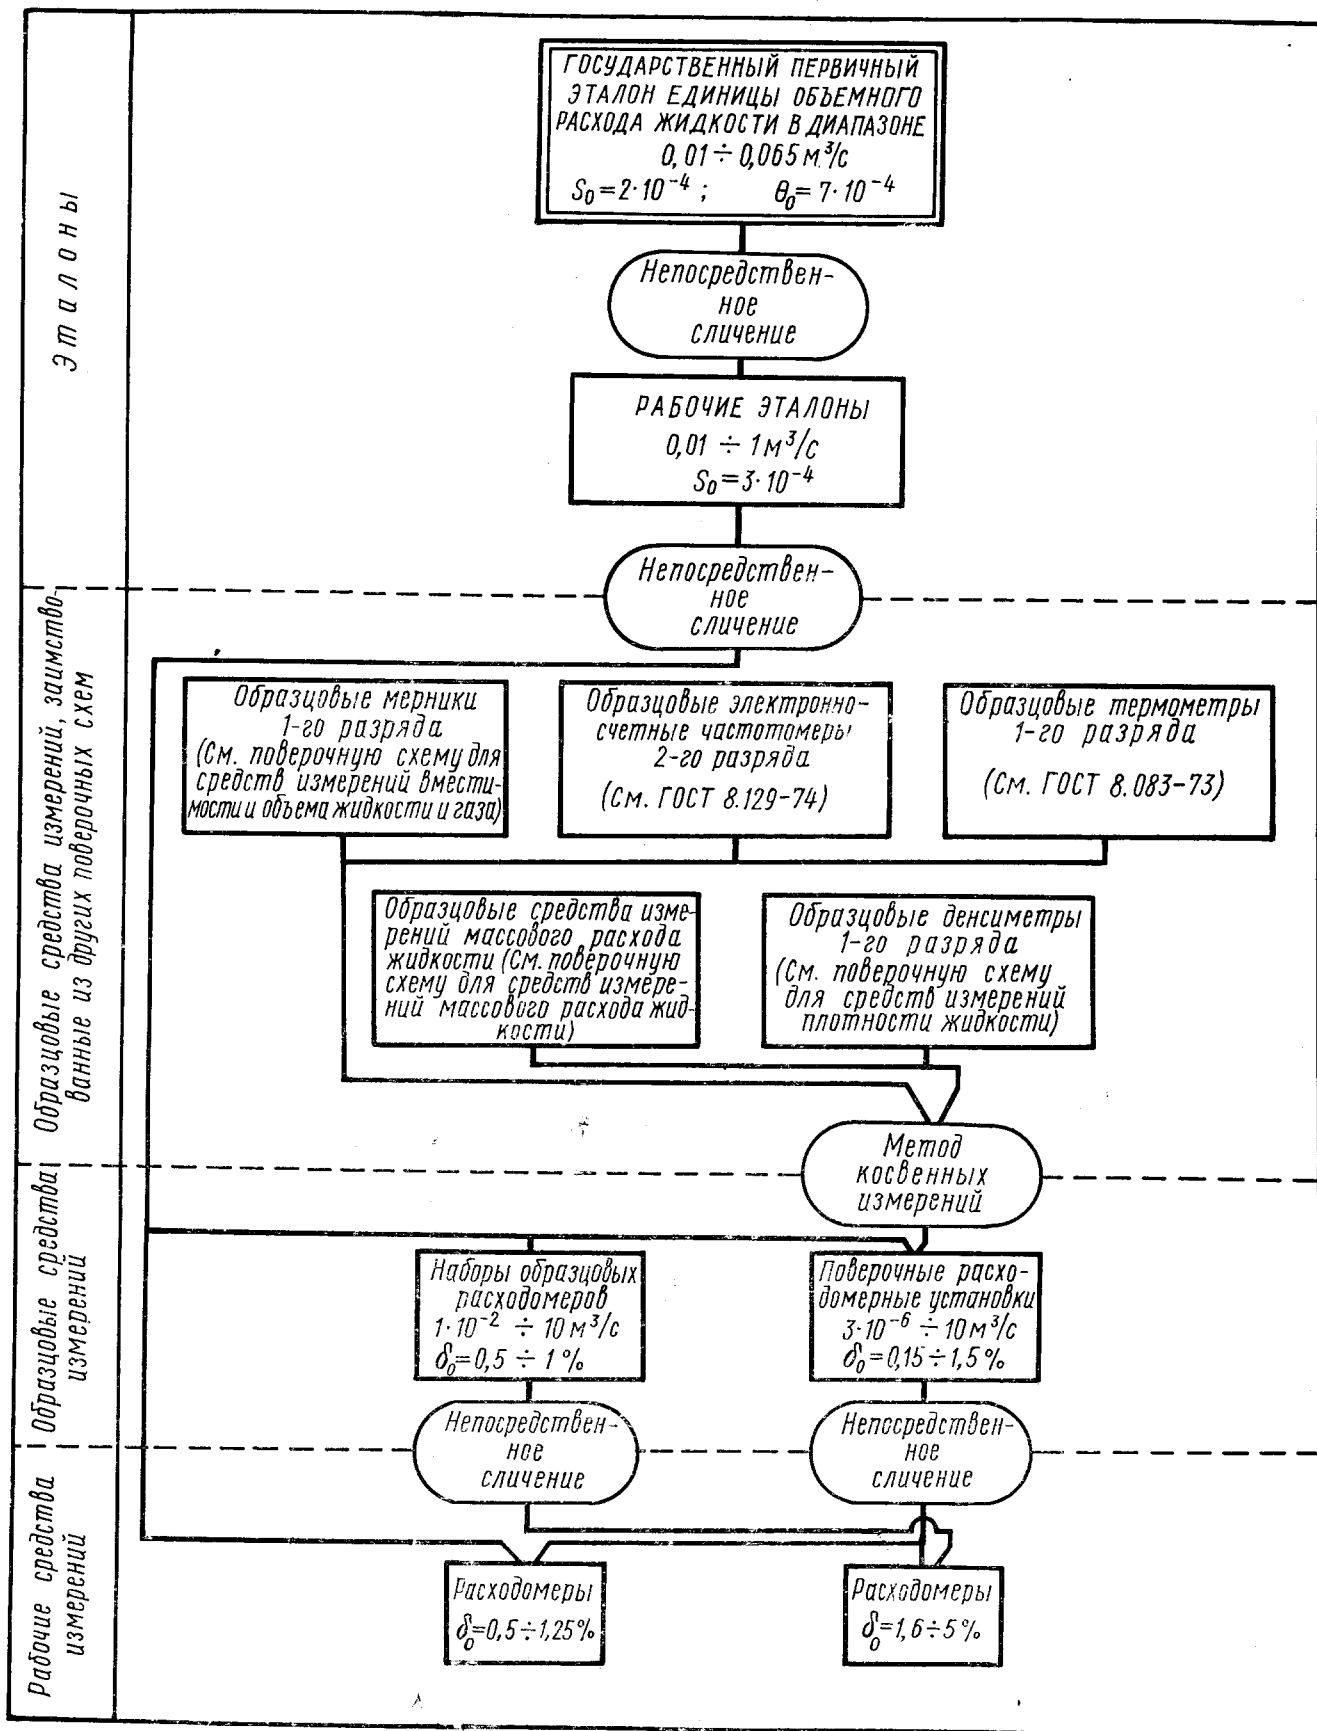 ГОСУДАРСТВЕННЫЙ ПЕРВИЧНЫЙ
ЭТАЛОН ЕДИНИЦЫ ОБЪЕМНОГО
РАСХОДА ЖИДКОСТИ В ДИАПАЗОНЕ
0,01 ÷ 0,065 м³/с
S₀=2·10⁻⁴ ; θ₀=7·10⁻⁴
Непосредствен-
ное
сличение
РАБОЧИЕ ЭТАЛОНЫ
0,01 ÷ 1 м³/с
S₀=3·10⁻⁴
Непосредствен-
ное
сличение
Эталоны
Образцовые мерники
1-го разряда
(См. поверочную схему для
средств измерений вмести-
мости и объема жидкости и газа)
Образцовые электронно-
счетные частотомеры
2-го разряда
(См. ГОСТ 8.129-74)
Образцовые термометры
1-го разряда
(См. ГОСТ 8.083-73)
Образцовые средства изме-
рений массового расхода
жидкости (См. поверочную
схему для средств измере-
ний массового расхода жид-
кости)
Образцовые денсиметры
1-го разряда
(См. поверочную схему
для средств измерений
плотности жидкости)
Образцовые средства измерений, заимство-
ванные из других поверочных схем
Метод
косвенных
измерений
Наборы образцовых
расходомеров
1·10⁻² ÷ 10 м³/с
δ₀=0,5 ÷ 1%
Поверочные расхо-
домерные установки
3·10⁻⁶ ÷ 10 м³/с
δ₀=0,15÷1,5%
Непосредствен-
ное
сличение
Непосредствен-
ное
сличение
Образцовые средства
измерений
Расходомеры
δ₀=0,5÷1,25%
Расходомеры
δ₀=1,6÷5%
Рабочие средства
измерений